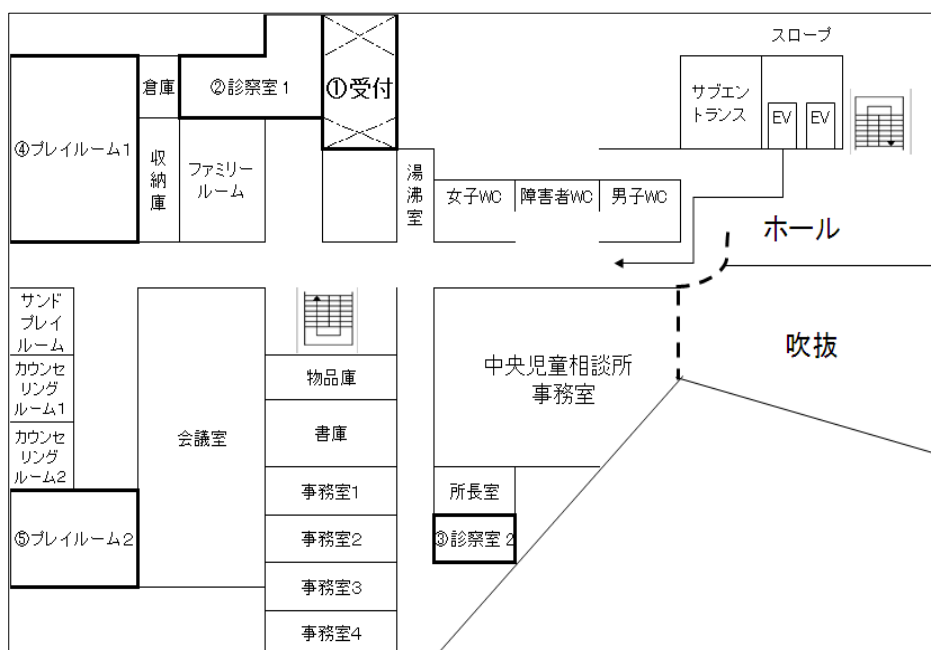 スロープ
倉庫
②診察室1
①受付
サブエン
トランス
EV
EV
④プレイルーム1
収
納
庫
ファミリー
ルーム
湯
沸
室
女子WC
障害者WC
男子WC
ホール
サンド
プレイ
ルーム
カウンセ
リング
ルーム1
カウンセ
リング
ルーム2
⑤プレイルーム2
会議室
物品庫
書庫
事務室1
事務室2
事務室3
事務室4
中央児童相談所
事務室
所長室
③診察室2
吹抜